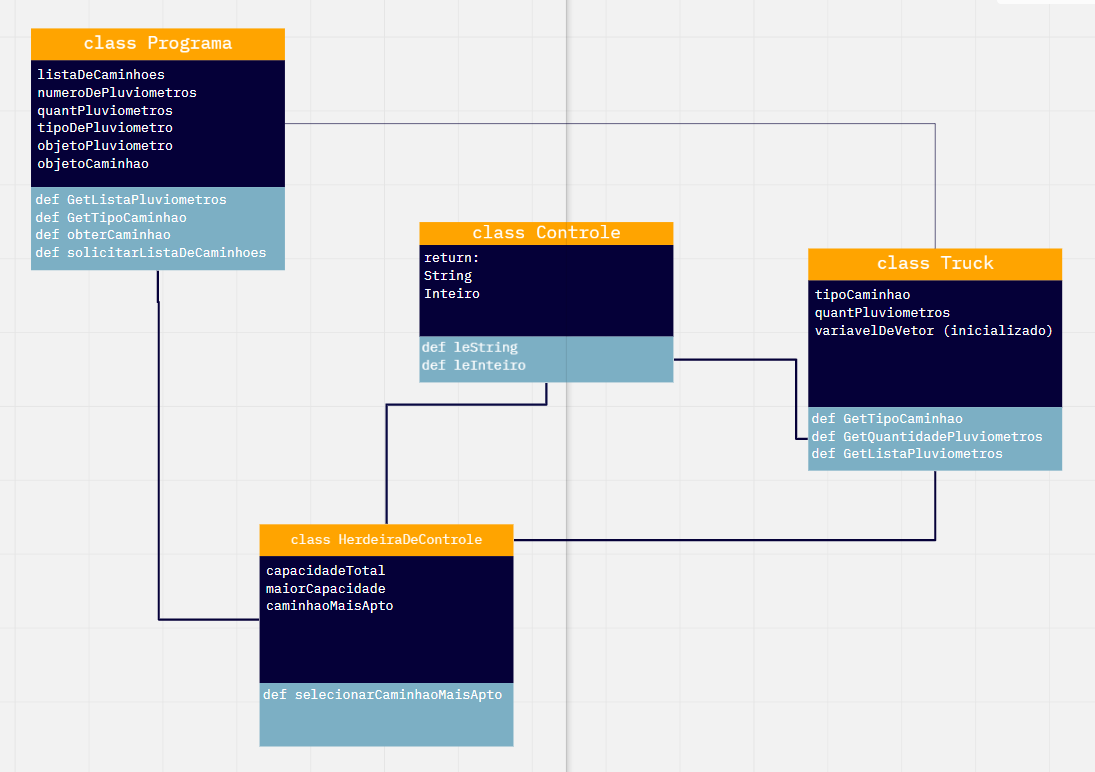 class Programa
listaDeCaminhoes
numeroDePluviometros
quantPluviometros
tipoDePluviometro
objetoPluviometro
objetoCaminhao
def GetListaPluviometros
def GetTipoCaminhao
def obterCaminhao
def solicitarListaDeCaminhoes
class Controle
return:
String
Inteiro
def leString
def leInteiro
class Truck
tipoCaminhao
quantPluviometros
variavelDeVetor (inicializado)
def GetTipoCaminhao
def GetQuantidadePluviometros
def GetListaPluviometros
class HerdeiraDeControle
capacidadeTotal
maiorCapacidade
caminhaoMaisApto
def selecionarCaminhaoMaisApto